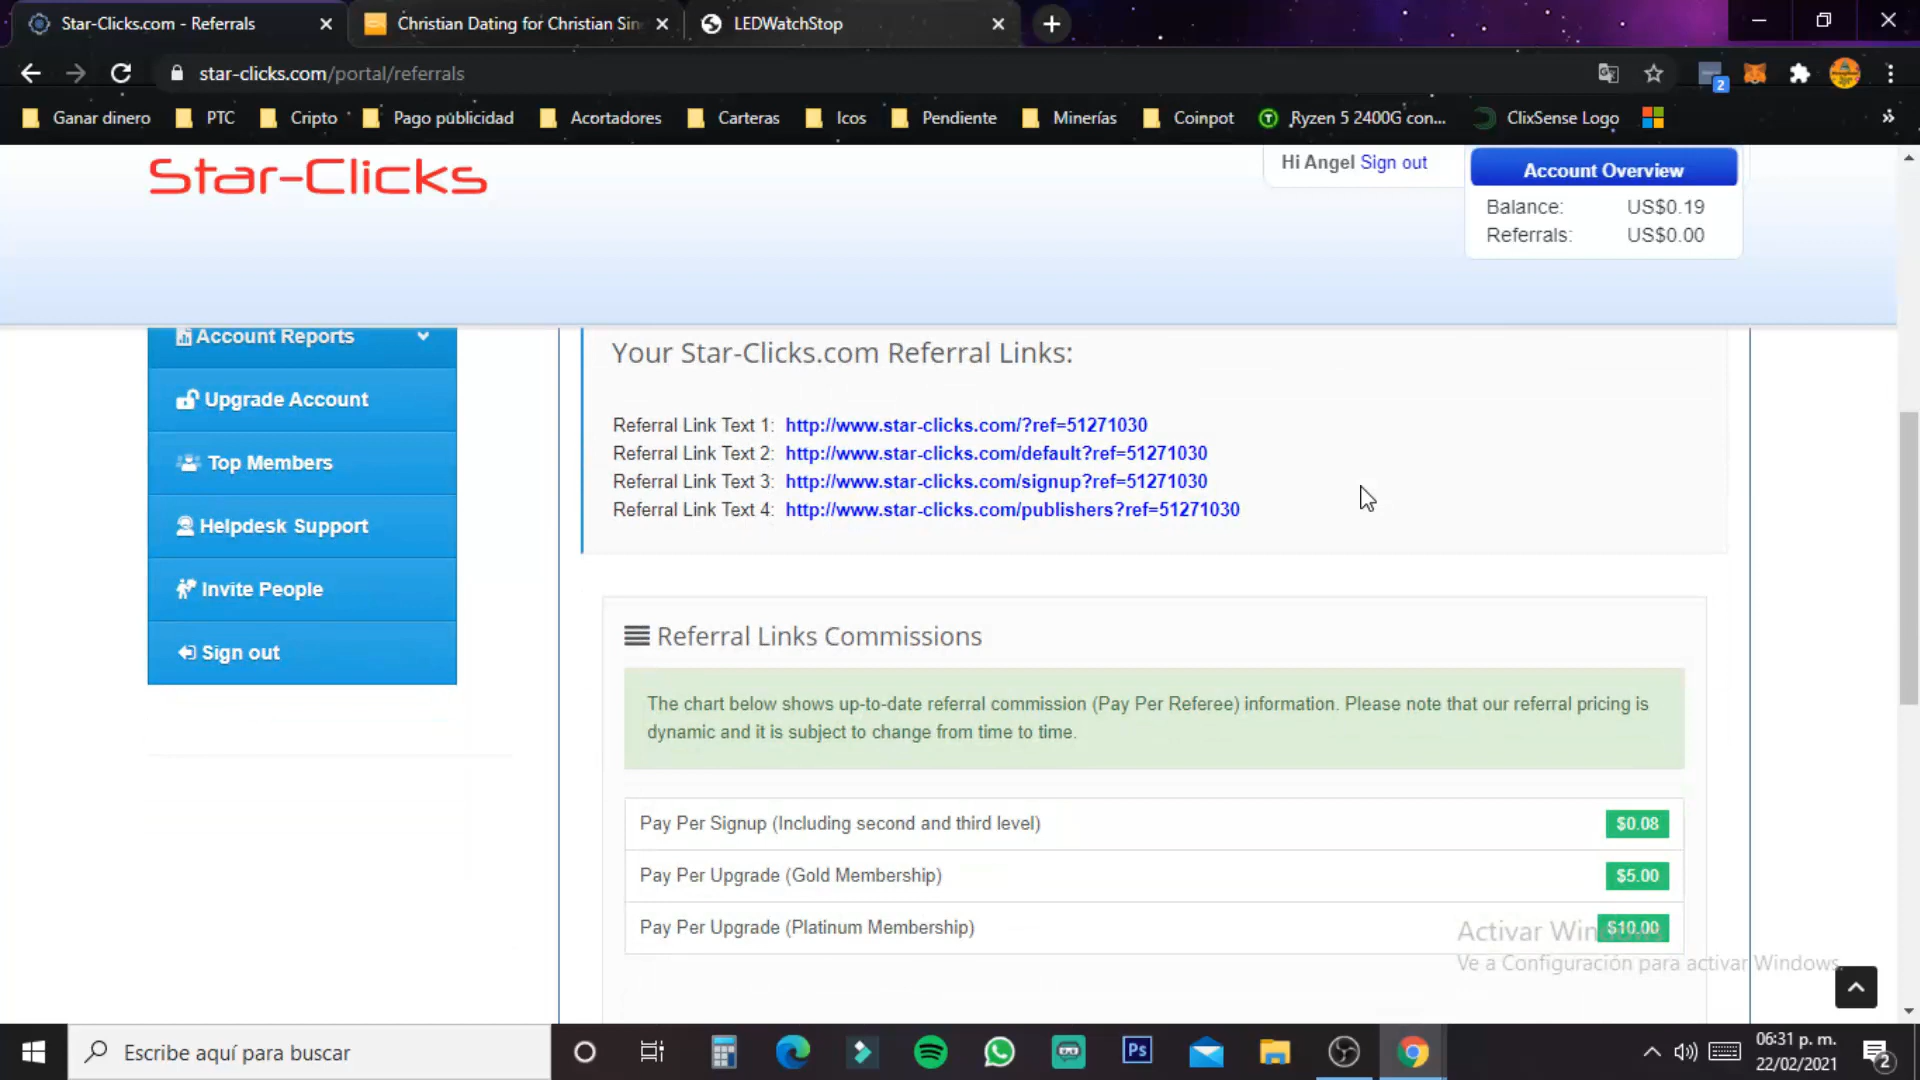 Star-Clicks.com - Referrals
Christian Dating for Christian Sin
LEDWatchStop
star-clicks.com/portal/referrals
2
Ganar dinero
PTC
Cripto
Pago publicidad
Acortadores
Carteras
Icos
Pendiente
Minerías
Coinpot
Ryzen 5 2400G con...
ClixSense Logo
Star-Clicks
Hi Angel Sign out
Account Overview
Balance: US$0.19
Referrals: US$0.00
Account Reports
Upgrade Account
Top Members
Helpdesk Support
Invite People
Sign out
Your Star-Clicks.com Referral Links:
Referral Link Text 1: http://www.star-clicks.com/?ref=51271030
Referral Link Text 2: http://www.star-clicks.com/default?ref=51271030
Referral Link Text 3: http://www.star-clicks.com/signup?ref=51271030
Referral Link Text 4: http://www.star-clicks.com/publishers?ref=51271030
Referral Links Commissions
The chart below shows up-to-date referral commission (Pay Per Referee) information. Please note that our referral pricing is
dynamic and it is subject to change from time to time.
Pay Per Signup (Including second and third level) $0.08
Pay Per Upgrade (Gold Membership) $5.00
Pay Per Upgrade (Platinum Membership) $10.00
Activar Windows
Ve a Configuración para activar Windows.
Escribe aquí para buscar
Ps
06:31 p. m.
22/02/2021
2